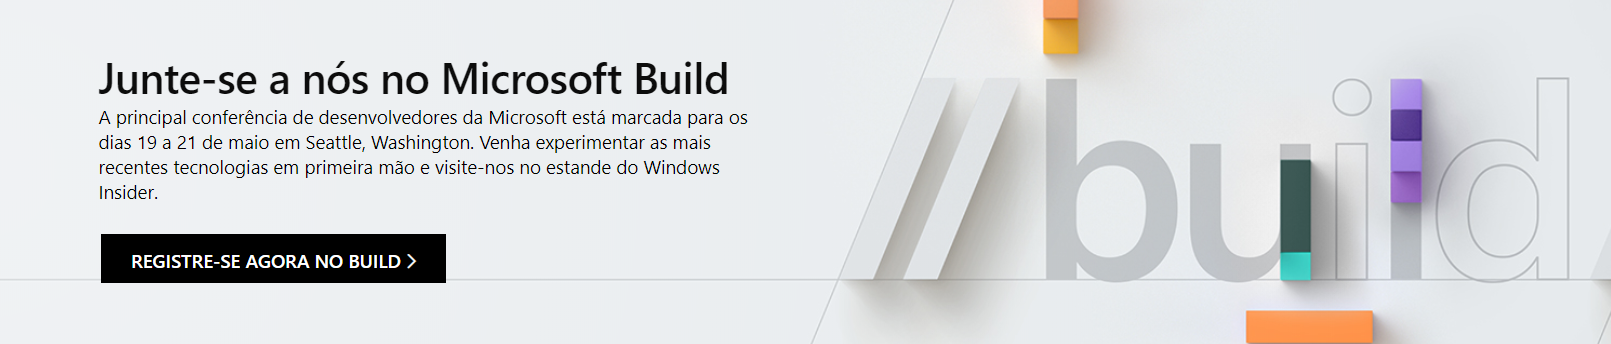 Junte-se a nós no Microsoft Build
A principal conferência de desenvolvedores da Microsoft está marcada para os
dias 19 a 21 de maio em Seattle, Washington. Venha experimentar as mais
recentes tecnologias em primeira mão e visite-nos no estande do Windows
Insider.
REGISTRE-SE AGORA NO BUILD >
//build